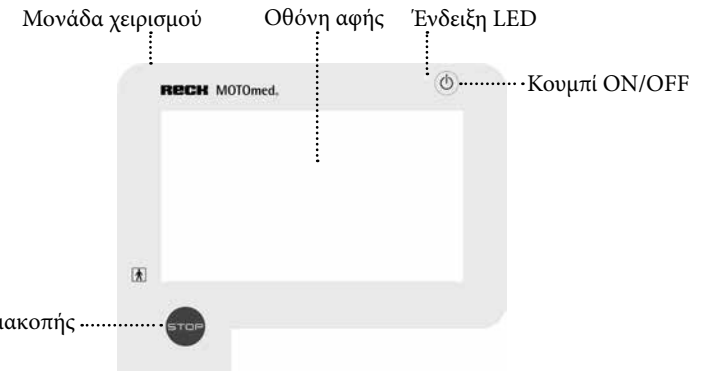 Μονάδα χειρισμού
Οθόνη αφής
Ένδειξη LED
RECK MOTOmed.
Κουμπί ON/OFF
STOP